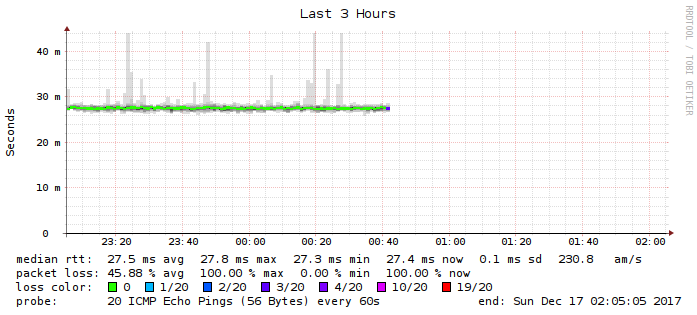 Last 3 Hours
RRDTOOL / TOBI OETIKER
Seconds
40 m
30 m
20 m
10 m
0
23:20 23:40 00:00 00:20 00:40 01:00 01:20 01:40 02:00
median rtt: 27.5 ms avg 27.8 ms max 27.3 ms min 27.4 ms now 0.1 ms sd 230.8 am/s
packet loss: 45.88 % avg 100.00 % max 0.00 % min 100.00 % now
loss color: 0 1/20 2/20 3/20 4/20 10/20 19/20
probe: 20 ICMP Echo Pings (56 Bytes) every 60s end: Sun Dec 17 02:05:05 2017